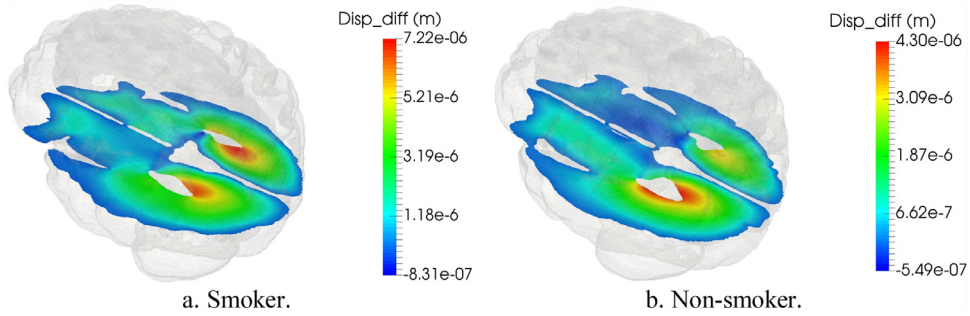 Disp_diff (m)
7.22e-06
5.21e-6
3.19e-6
1.18e-6
-8.31e-07
a. Smoker.
Disp_diff (m)
4.30e-06
3.09e-6
1.87e-6
6.62e-7
-5.49e-07
b. Non-smoker.